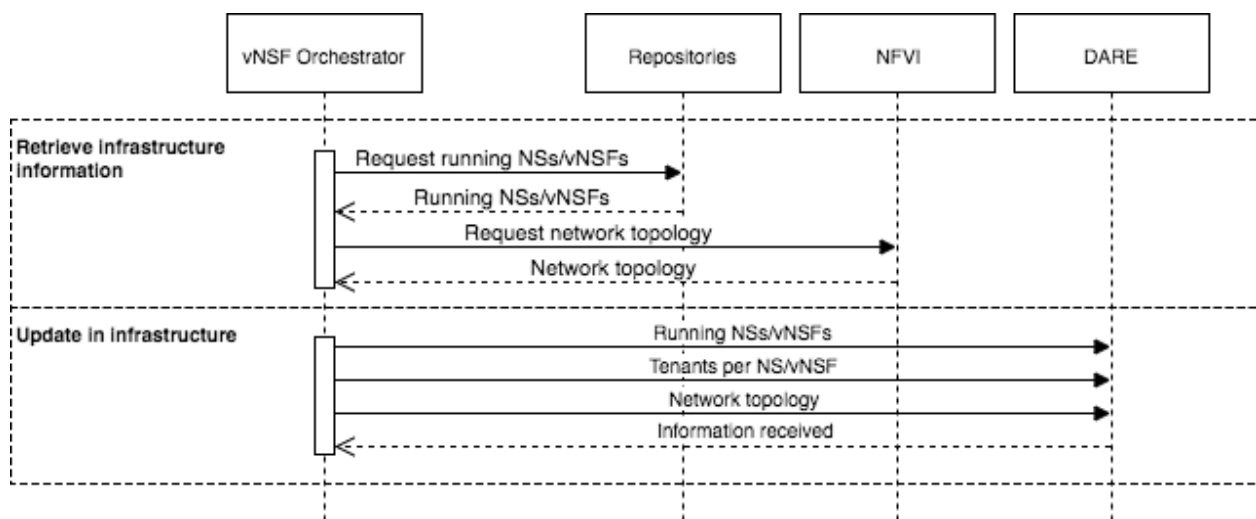 vNSF Orchestrator
Repositories
NFVI
DARE
Retrieve infrastructure
information
Request running NSs/vNSFs
Running NSs/vNSFs
Request network topology
Network topology
Update in infrastructure
Running NSs/vNSFs
Tenants per NS/vNSF
Network topology
Information received